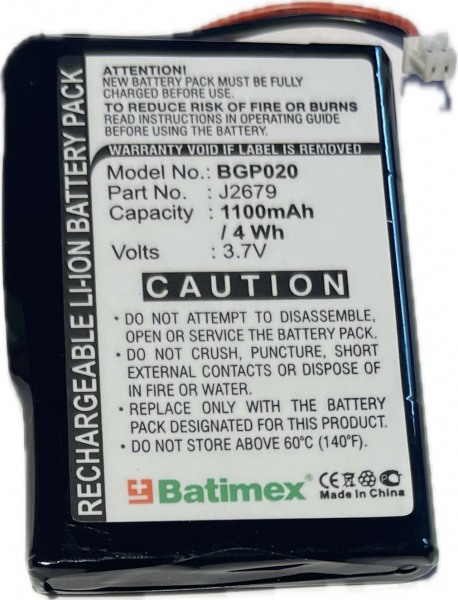 RECHARGEABLE LI-ION BATTERY PACK
ATTENTION!
NEW BATTERY PACK MUST BE FULLY
CHARGED BEFORE USE
TO REDUCE RISK OF FIRE OR BURNS
READ INSTRUCTIONS IN OPERATING GUIDE
BEFORE USING BATTERY
WARRANTY VOID IF LABEL IS REMOVED
Model No.: BGP020
Part No. : J2679
Capacity : 1100mAh
/ 4 Wh
Volts : 3.7V
CAUTION
• DO NOT ATTEMPT TO DISASSEMBLE,
OPEN OR SERVICE THE BATTERY PACK.
• DO NOT CRUSH, PUNCTURE, SHORT
EXTERNAL CONTACTS OR DISPOSE OF
IN FIRE OR WATER.
• REPLACE ONLY WITH THE BATTERY
PACK DESIGNATED FOR THIS PRODUCT.
• DO NOT STORE ABOVE 60°C (140°F).
Batimex
CE
Made in China